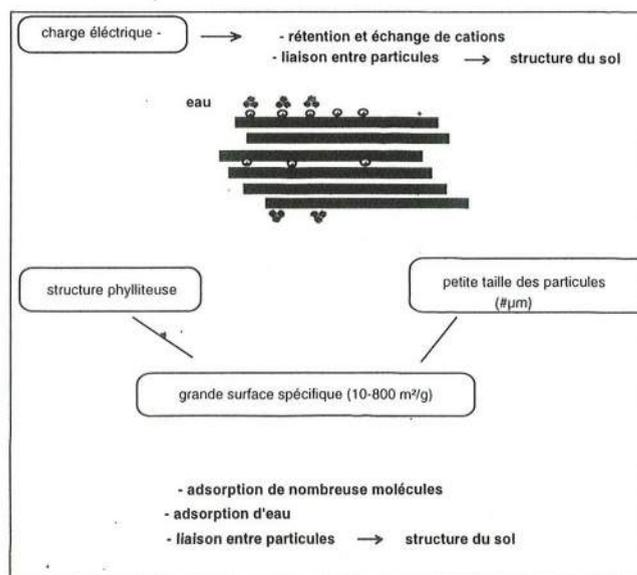 charge éléctrique - → - rétention et échange de cations
- liaison entre particules → structure du sol
eau
structure phylliteuse
petite taille des particules
(#µm)
grande surface spécifique (10-800 m²/g)
- adsorption de nombreuse molécules
- adsorption d'eau
- liaison entre particules → structure du sol